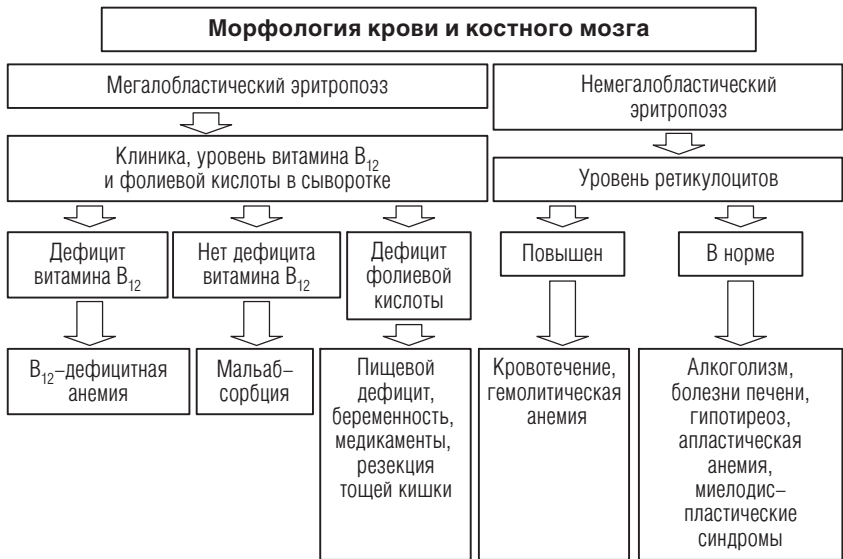 Морфология крови и костного мозга
Мегалобластический эритропоэз
Немегалобластический
эритропоэз
Клиника, уровень витамина B₁₂
и фолиевой кислоты в сыворотке
Уровень ретикулоцитов
Дефицит
витамина B₁₂
Нет дефицита
витамина B₁₂
Дефицит
фолиевой
кислоты
Повышен
В норме
B₁₂–дефицитная
анемия
Мальаб–
сорбция
Пищевой
дефицит,
беременность,
медикаменты,
резекция
тощей кишки
Кровотечение,
гемолитическая
анемия
Алкоголизм,
болезни печени,
гипотиреоз,
апластическая
анемия,
миелодис–
пластические
синдромы